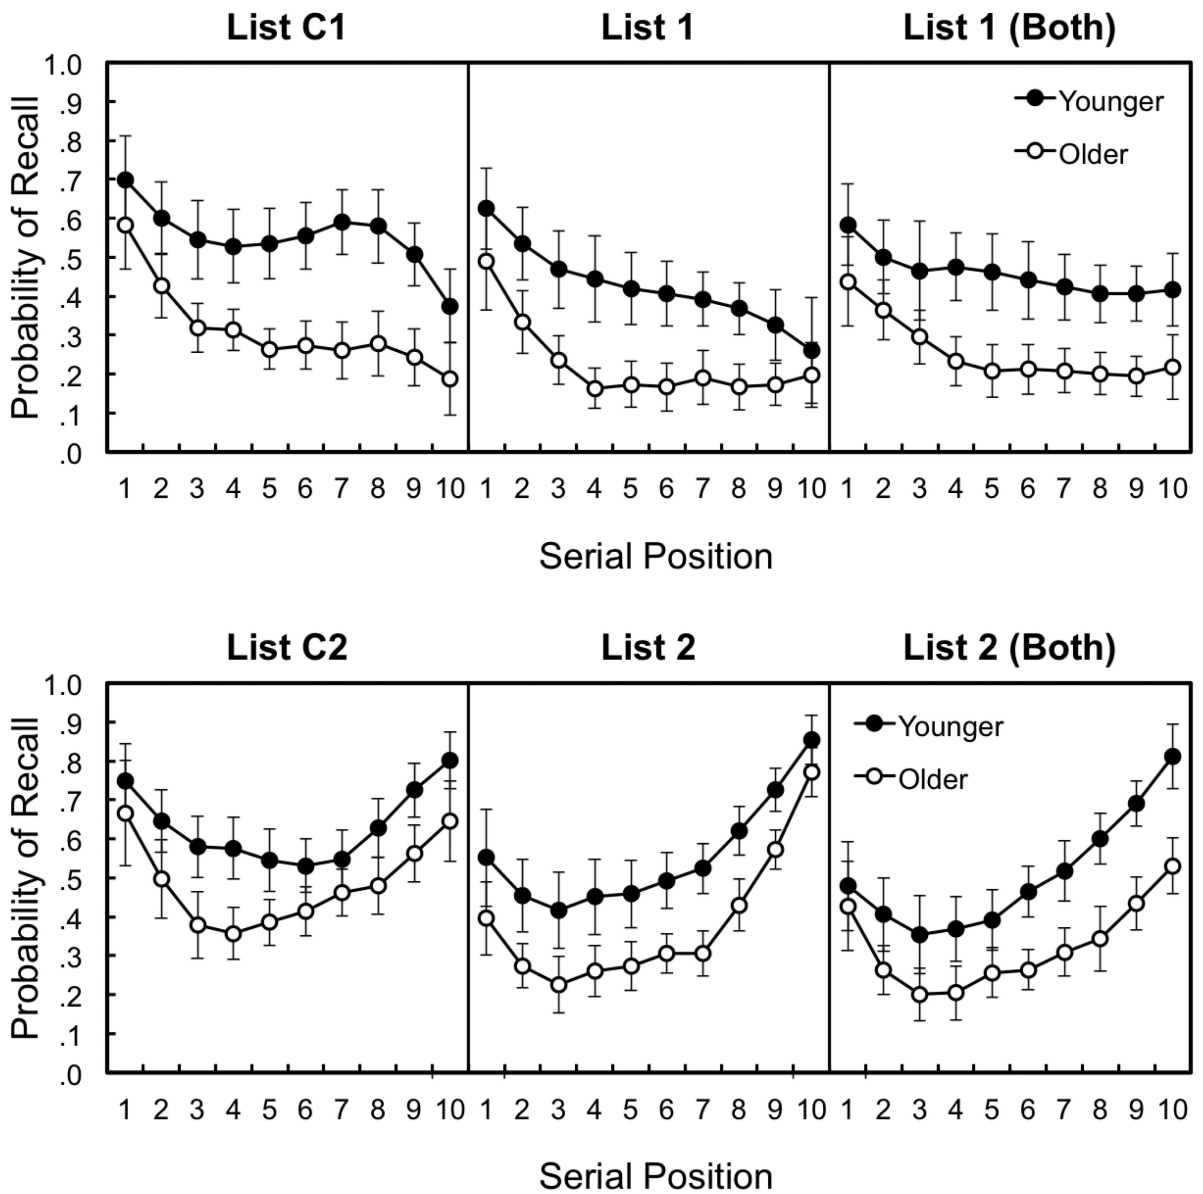 List C1 List 1 List 1 (Both)
Probability of Recall
1.0
.9
.8
.7
.6
.5
.4
.3
.2
.1
.0
Younger
Older
1 2 3 4 5 6 7 8 9 10 1 2 3 4 5 6 7 8 9 10 1 2 3 4 5 6 7 8 9 10
Serial Position
List C2 List 2 List 2 (Both)
Probability of Recall
1.0
.9
.8
.7
.6
.5
.4
.3
.2
.1
.0
Younger
Older
1 2 3 4 5 6 7 8 9 10 1 2 3 4 5 6 7 8 9 10 1 2 3 4 5 6 7 8 9 10
Serial Position